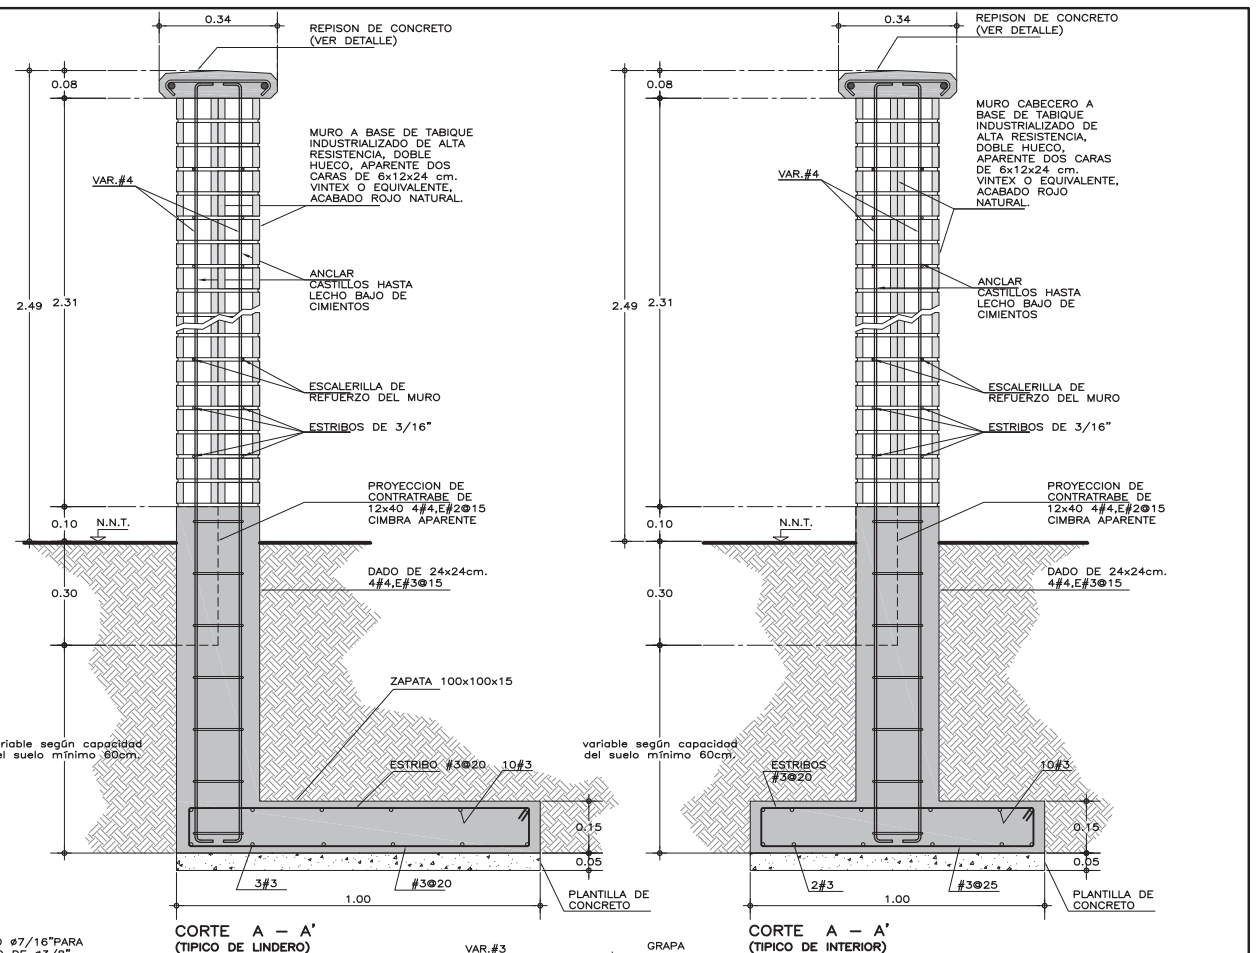 0.34
REPISON DE CONCRETO
(VER DETALLE)
0.08
MURO A BASE DE TABIQUE
INDUSTRIALIZADO DE ALTA
RESISTENCIA, DOBLE
HUECO, APARENTE DOS
CARAS DE 6x12x24 cm.
VINTEX O EQUIVALENTE,
ACABADO ROJO NATURAL.
VAR.#4
ANCLAR
CASTILLOS HASTA
LECHO BAJO DE
CIMIENTOS
2.49
2.31
ESCALERILLA DE
REFUERZO DEL MURO
ESTRIBOS DE 3/16"
PROYECCION DE
CONTRATRABE DE
12x40 4#4,E#2@15
CIMBRA APARENTE
0.10
N.N.T.
DADO DE 24x24cm.
4#4,E#3@15
0.30
ZAPATA 100x100x15
según capacidad
suelo mínimo 60cm.
ESTRIBO #3@20
10#3
0.15
0.05
3#3
#3@20
PLANTILLA DE
CONCRETO
1.00
CORTE A – A'
(TIPICO DE LINDERO)
0.34
REPISON DE CONCRETO
(VER DETALLE)
0.08
MURO CABECERO A
BASE DE TABIQUE
INDUSTRIALIZADO DE
ALTA RESISTENCIA,
DOBLE HUECO,
APARENTE DOS CARAS
DE 6x12x24 cm.
VINTEX O EQUIVALENTE,
ACABADO ROJO
NATURAL.
VAR.#4
ANCLAR
CASTILLOS HASTA
LECHO BAJO DE
CIMIENTOS
2.49
2.31
ESCALERILLA DE
REFUERZO DEL MURO
ESTRIBOS DE 3/16"
PROYECCION DE
CONTRATRABE DE
12x40 4#4,E#2@15
CIMBRA APARENTE
0.10
N.N.T.
DADO DE 24x24cm.
4#4,E#3@15
0.30
variable según capacidad
del suelo mínimo 60cm.
ESTRIBOS
#3@20
10#3
0.15
0.05
2#3
#3@25
PLANTILLA DE
CONCRETO
1.00
CORTE A – A'
(TIPICO DE INTERIOR)
ø7/16"PARA
VAR.#3
GRAPA